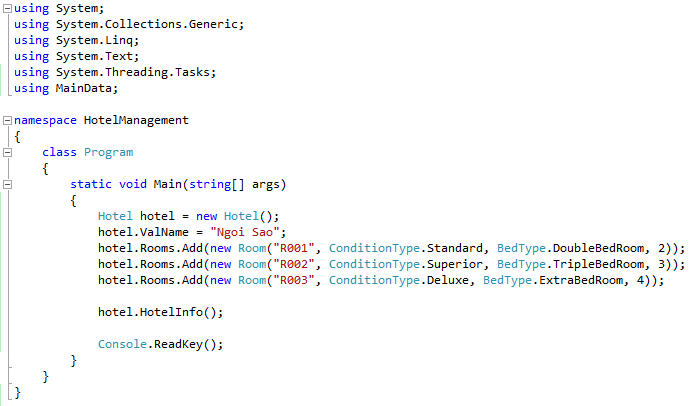 using System;
using System.Collections.Generic;
using System.Linq;
using System.Text;
using System.Threading.Tasks;
using MainData;

namespace HotelManagement
{
    class Program
    {
        static void Main(string[] args)
        {
            Hotel hotel = new Hotel();
            hotel.ValName = "Ngoi Sao";
            hotel.Rooms.Add(new Room("R001", ConditionType.Standard, BedType.DoubleBedRoom, 2));
            hotel.Rooms.Add(new Room("R002", ConditionType.Superior, BedType.TripleBedRoom, 3));
            hotel.Rooms.Add(new Room("R003", ConditionType.Deluxe, BedType.ExtraBedRoom, 4));

            hotel.HotelInfo();

            Console.ReadKey();
        }
    }
}